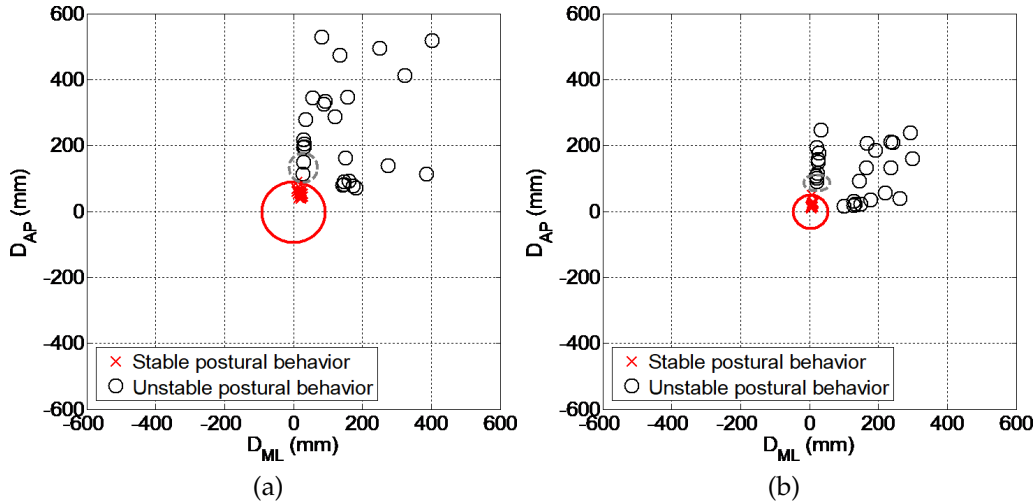 600
400
200
0
-200
-400
-600
-600 -400 -200 0 200 400 600
D_AP (mm)
D_ML (mm)
Stable postural behavior
Unstable postural behavior
(a)
600
400
200
0
-200
-400
-600
-600 -400 -200 0 200 400 600
D_AP (mm)
D_ML (mm)
Stable postural behavior
Unstable postural behavior
(b)